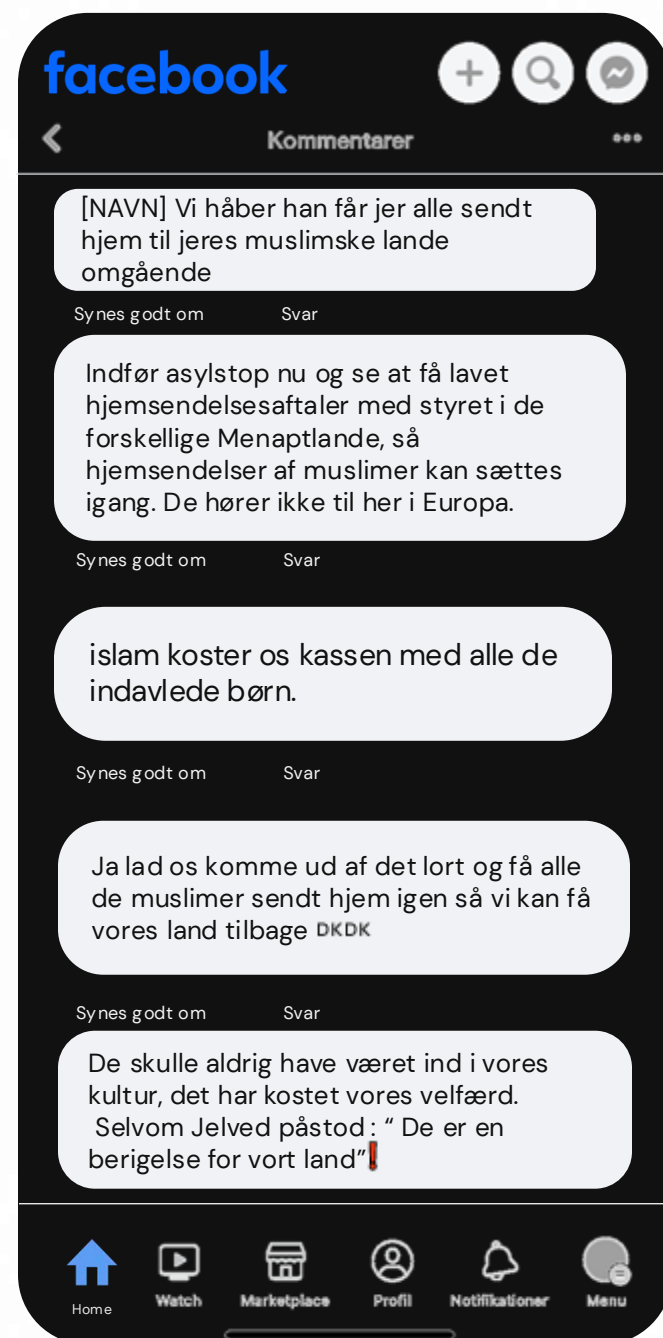 facebook
Kommentarer
[NAVN] Vi håber han får jer alle sendt
hjem til jeres muslimske lande
omgående
Synes godt om Svar
Indfør asylstop nu og se at få lavet
hjemsendelsesaftaler med styret i de
forskellige Menaptlande, så
hjemsendelser af muslimer kan sættes
igang. De hører ikke til her i Europa.
Synes godt om Svar
islam koster os kassen med alle de
indavlede børn.
Synes godt om Svar
Ja lad os komme ud af det lort og få alle
de muslimer sendt hjem igen så vi kan få
vores land tilbage DKDK
Synes godt om Svar
De skulle aldrig have været ind i vores
kultur, det har kostet vores velfærd.
Selvom Jelved påstod : “ De er en
berigelse for vort land”❗
Home Watch Marketplace Profil Notifikationer Menu